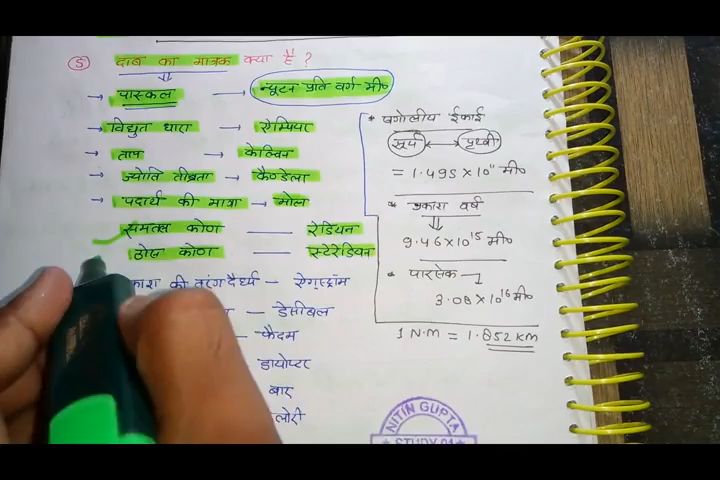 5 दाब का मात्रक क्या है ?
→ पास्कल → न्यूटन प्रति वर्ग मी०
→ विद्युत धारा → ऐम्पियर
→ ताप → केल्विन
→ ज्योति तीव्रता → कैण्डेला
→ पदार्थ की मात्रा → मोल
समतल कोण — रेडियन
ठोस कोण — स्टेरेडियन
की तरंगदैर्ध्य — ऐंगस्ट्रॉम
— डेसीबल
— फैदम
डायोप्टर
बार
* खगोलीय ईकाई
सूर्य ↔ पृथ्वी
= 1.495 × 10¹¹ मी०
* प्रकाश वर्ष
9.46 × 10¹⁵ मी०
* पारसेक
3.08 × 10¹⁶ मी०
1 N.M = 1.852 KM
NITIN GUPTA
STUDY 91